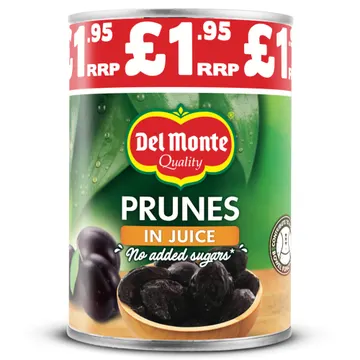 £1.95
RRP
£1.95
RRP
£1
Del Monte
Quality
PRUNES
IN JUICE
No added sugars*